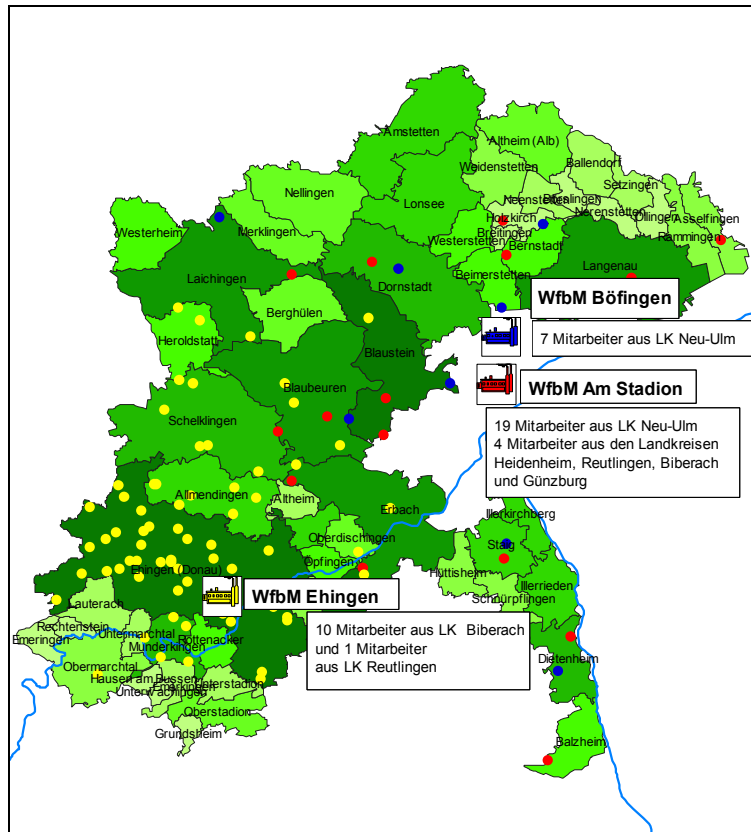 Amstetten
Altheim (Alb)
Weidenstetten
Ballendorf
Setzingen
Nellingen
Lonsee
Neenstetten
Börslingen
Nerenstetten
Öllingen
Asselfingen
Holzkirch
Breitingen
Rammingen
Westerheim
Merklingen
Westerstetten
Bernstadt
Laichingen
Beimerstetten
Langenau
Dornstadt
Berghülen
WfbM Böfingen
7 Mitarbeiter aus LK Neu-Ulm
Heroldstatt
Blaustein
WfbM Am Stadion
Blaubeuren
19 Mitarbeiter aus LK Neu-Ulm
4 Mitarbeiter aus den Landkreisen
Heidenheim, Reutlingen, Biberach
und Günzburg
Schelklingen
Allmendingen
Altheim
Erbach
Illerkirchberg
Oberdischingen
Staig
Öpfingen
Ehingen (Donau)
Hüttisheim
Illerrieden
Schnürpflingen
WfbM Ehingen
10 Mitarbeiter aus LK Biberach
und 1 Mitarbeiter
aus LK Reutlingen
Lauterach
Rechtenstein
Emeringen
Untermarchtal
Rottenacker
Munderkingen
Obermarchtal
Hausen am Bussen
Unterstadion
Emerkingen
Unterwachingen
Oberstadion
Grundsheim
Dietenheim
Balzheim